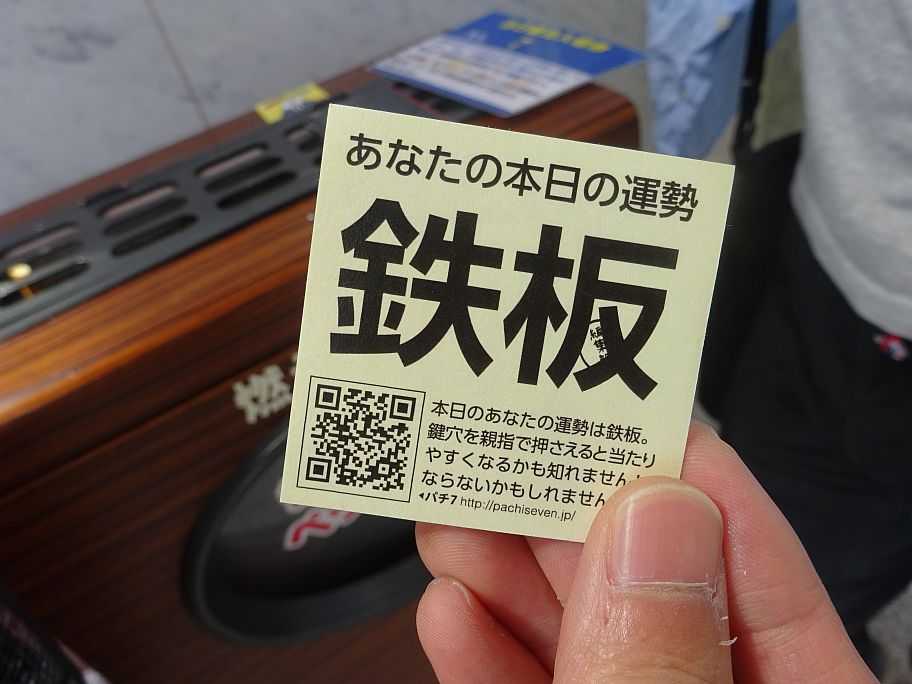 あなたの本日の運勢
鉄板
本日のあなたの運勢は鉄板。
鍵穴を親指で押さえると当たり
やすくなるかも知れません
ならないかもしれません
◀パチ7 http://pachiseven.jp/
燃